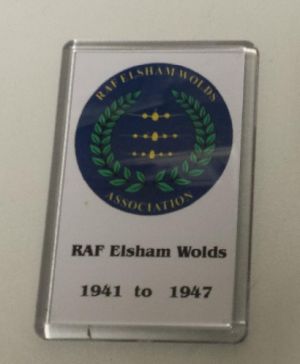 RAF ELSHAM WOLDS
ASSOCIATION
RAF Elsham Wolds
1941 to 1947